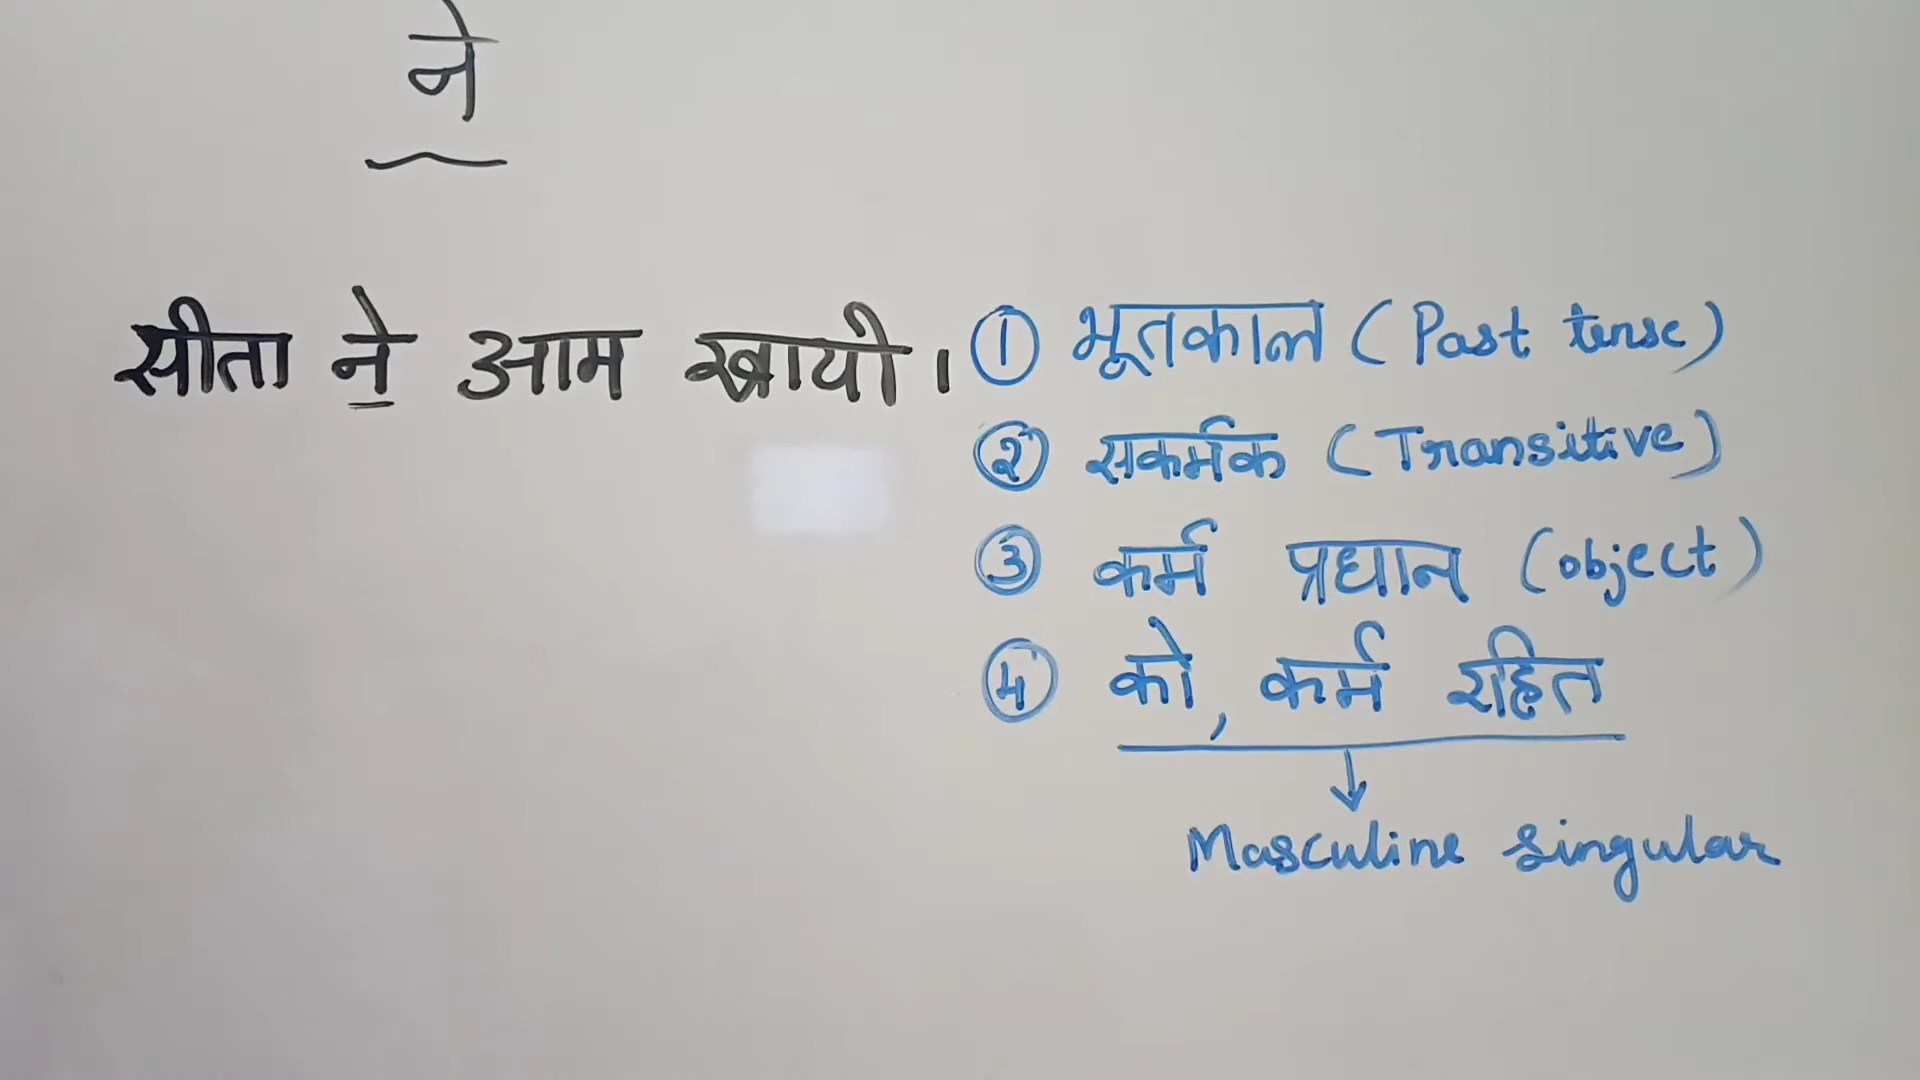 ने
सीता ने आम खायी ।
① भूतकाल (Past tense)
② सकर्मक (Transitive)
③ कर्म प्रधान (object)
④ को, कर्म रहित
Masculine singular